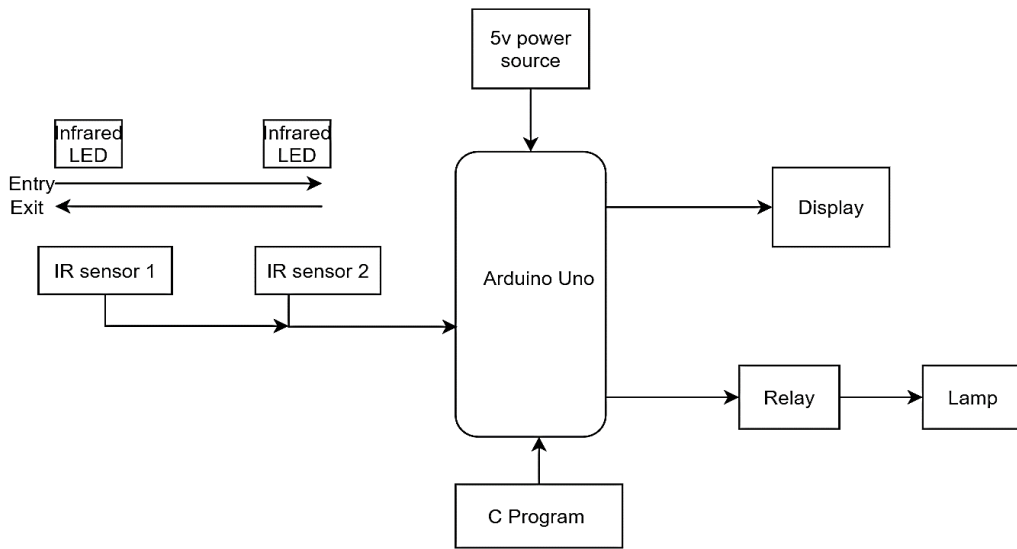 5v power
source
Infrared
LED
Infrared
LED
Entry
Exit
IR sensor 1
IR sensor 2
Arduino Uno
Display
Relay
Lamp
C Program